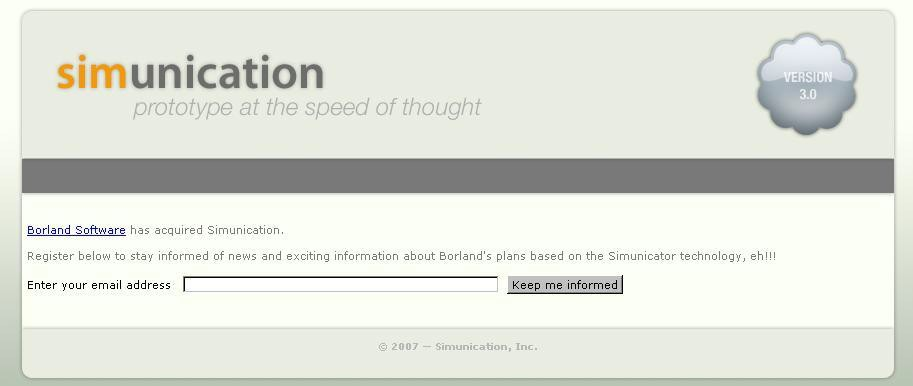 simunication
prototype at the speed of thought
VERSION
3.0
Borland Software has acquired Simunication.
Register below to stay informed of news and exciting information about Borland's plans based on the Simunicator technology, eh!!!
Enter your email address Keep me informed
© 2007 — Simunication, Inc.